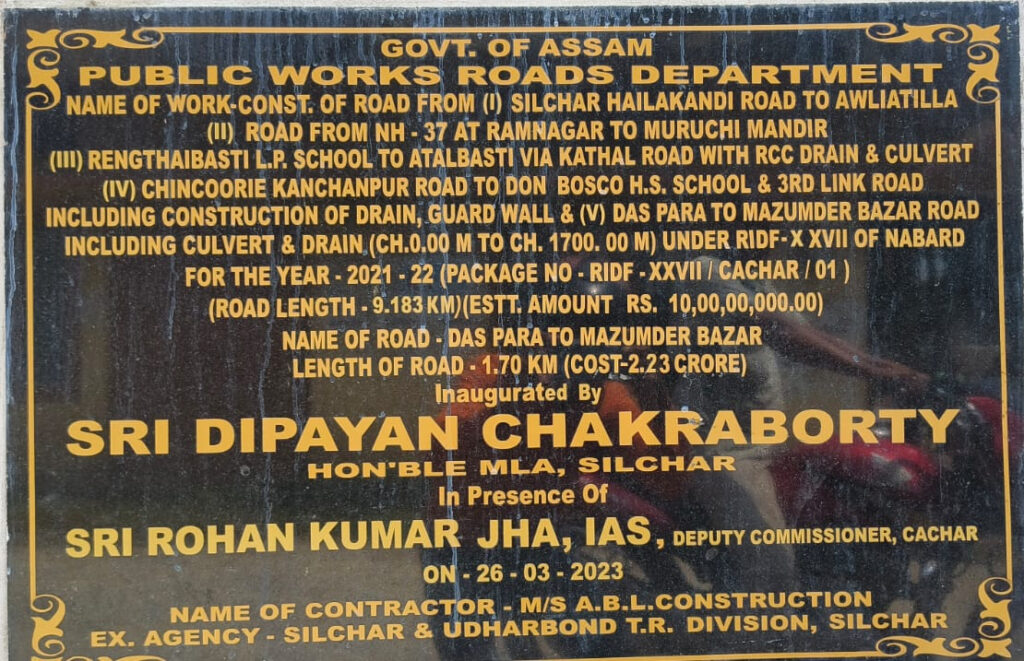 GOVT. OF ASSAM
PUBLIC WORKS ROADS DEPARTMENT
NAME OF WORK-CONST. OF ROAD FROM (I) SILCHAR HAILAKANDI ROAD TO AWLIATILLA
(II) ROAD FROM NH - 37 AT RAMNAGAR TO MURUCHI MANDIR
(III) RENGTHAIBASTI L.P. SCHOOL TO ATALBASTI VIA KATHAL ROAD WITH RCC DRAIN & CULVERT
(IV) CHINCOORIE KANCHANPUR ROAD TO DON BOSCO H.S. SCHOOL & 3RD LINK ROAD
INCLUDING CONSTRUCTION OF DRAIN, GUARD WALL & (V) DAS PARA TO MAZUMDER BAZAR ROAD
INCLUDING CULVERT & DRAIN (CH.0.00 M TO CH. 1700. 00 M) UNDER RIDF-X XVII OF NABARD
FOR THE YEAR - 2021 - 22 (PACKAGE NO - RIDF - XXVII / CACHAR / 01 )
(ROAD LENGTH - 9.183 KM)(ESTT. AMOUNT RS. 10,00,00,000.00)
NAME OF ROAD - DAS PARA TO MAZUMDER BAZAR
LENGTH OF ROAD - 1.70 KM (COST-2.23 CRORE)
Inaugurated By
SRI DIPAYAN CHAKRABORTY
HON'BLE MLA, SILCHAR
In Presence Of
SRI ROHAN KUMAR JHA, IAS, DEPUTY COMMISSIONER, CACHAR
ON - 26 - 03 - 2023
NAME OF CONTRACTOR - M/S A.B.L.CONSTRUCTION
EX. AGENCY - SILCHAR & UDHARBOND T.R. DIVISION, SILCHAR